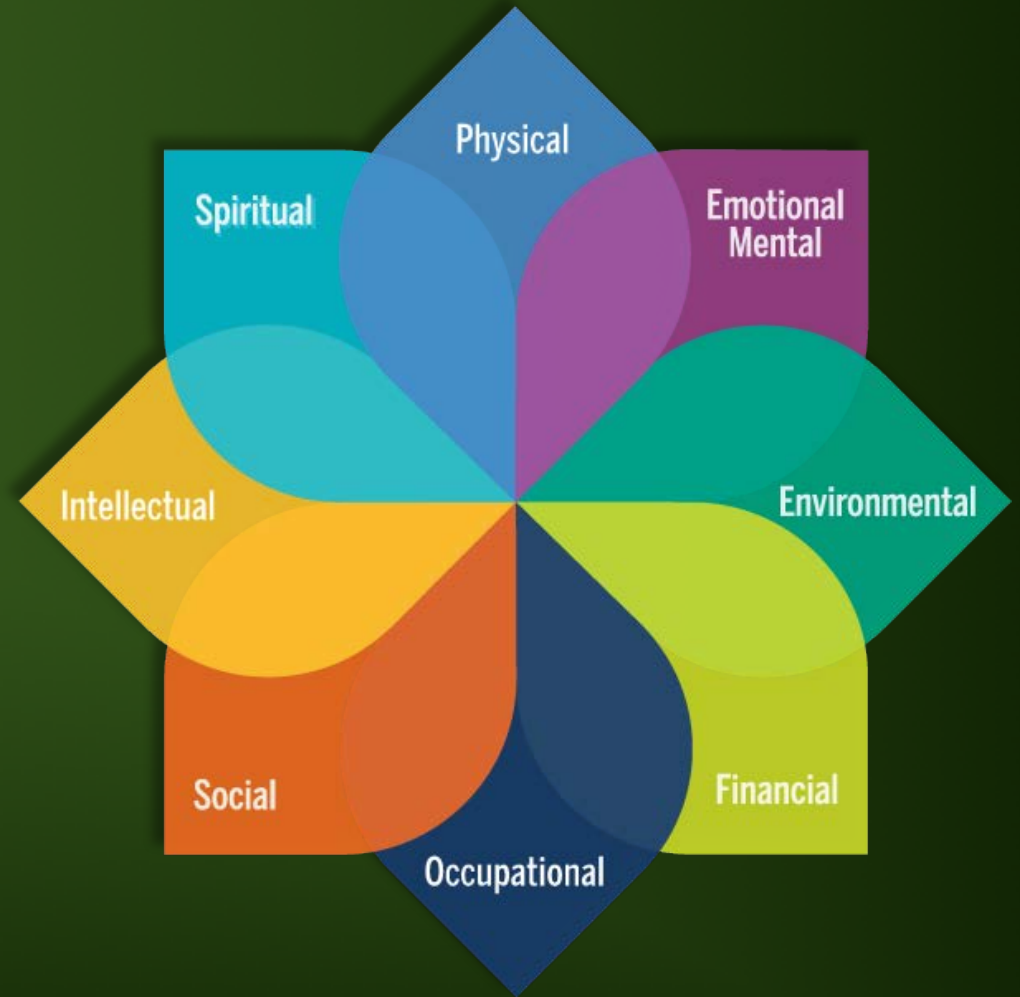 Physical
Spiritual
Emotional
Mental
Intellectual
Environmental
Social
Financial
Occupational